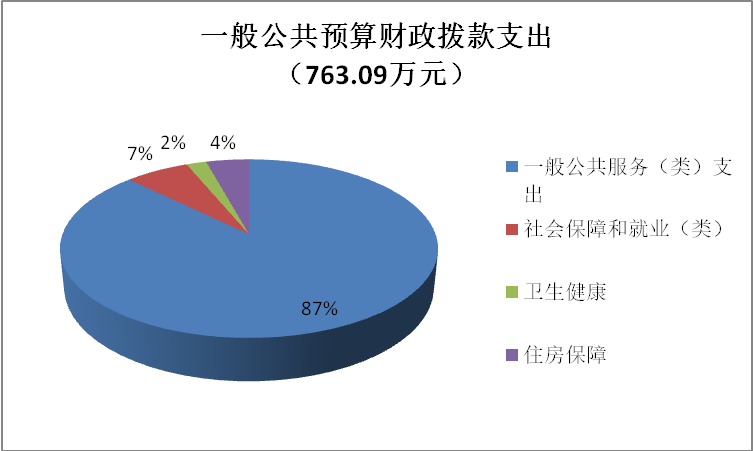 一般公共预算财政拨款支出
（763.09万元）
2%
4%
7%
87%
一般公共服务（类）支
出
社会保障和就业（类）
卫生健康
住房保障